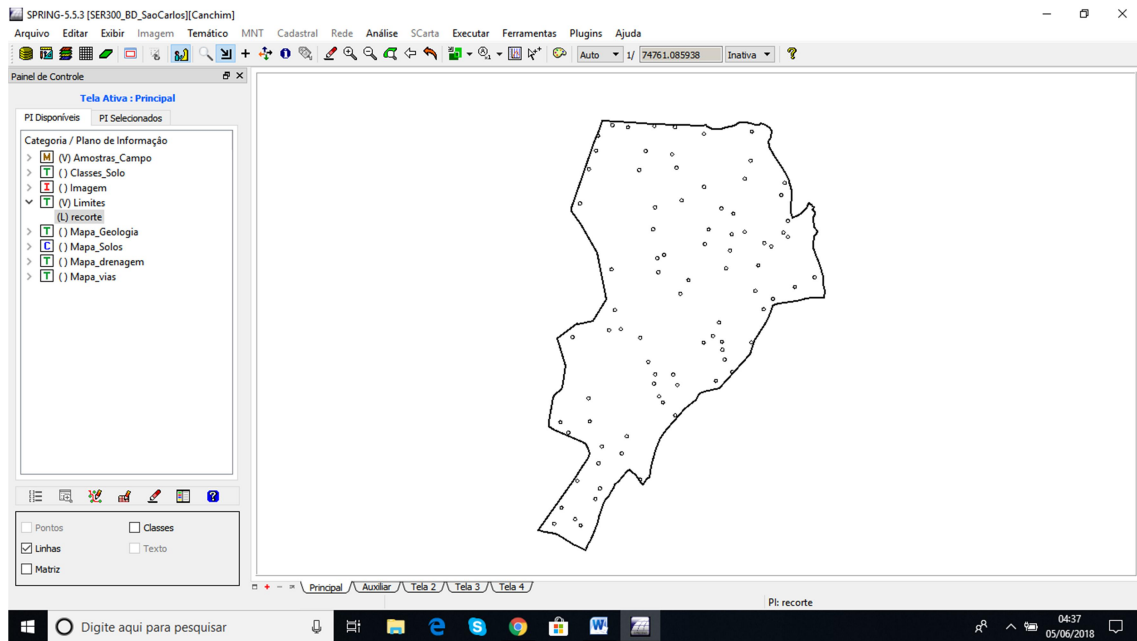 SPRING-5.5.3 [SER300_BD_SaoCarlos][Canchim]
Arquivo Editar Exibir Imagem Temático MNT Cadastral Rede Análise SCarta Executar Ferramentas Plugins Ajuda
Auto 1/ 74761.085938 Inativa
Painel de Controle
Tela Ativa : Principal
PI Disponíveis PI Selecionados
Categoria / Plano de Informação
M (V) Amostras_Campo
T ( ) Classes_Solo
I ( ) Imagem
T (V) Limites
(L) recorte
T ( ) Mapa_Geologia
C ( ) Mapa_Solos
T ( ) Mapa_drenagem
T ( ) Mapa_vias
Pontos Classes
Linhas Texto
Matriz
Principal Auxiliar Tela 2 Tela 3 Tela 4
PI: recorte
Digite aqui para pesquisar
04:37
05/06/2018